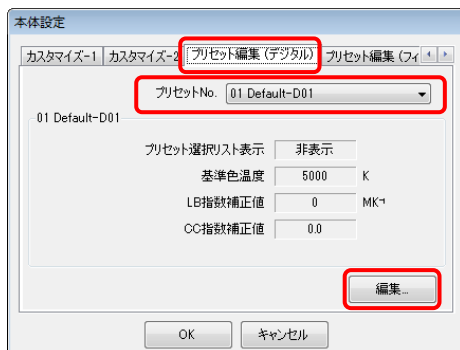 本体設定
カスタマイズ-1 カスタマイズ-2 プリセット編集(デジタル) プリセット編集(フィ
プリセットNo. 01 Default-D01
01 Default-D01
プリセット選択リスト表示 非表示
基準色温度 5000 K
LB指数補正値 0 MK⁻¹
CC指数補正値 0.0
編集...
OK キャンセル